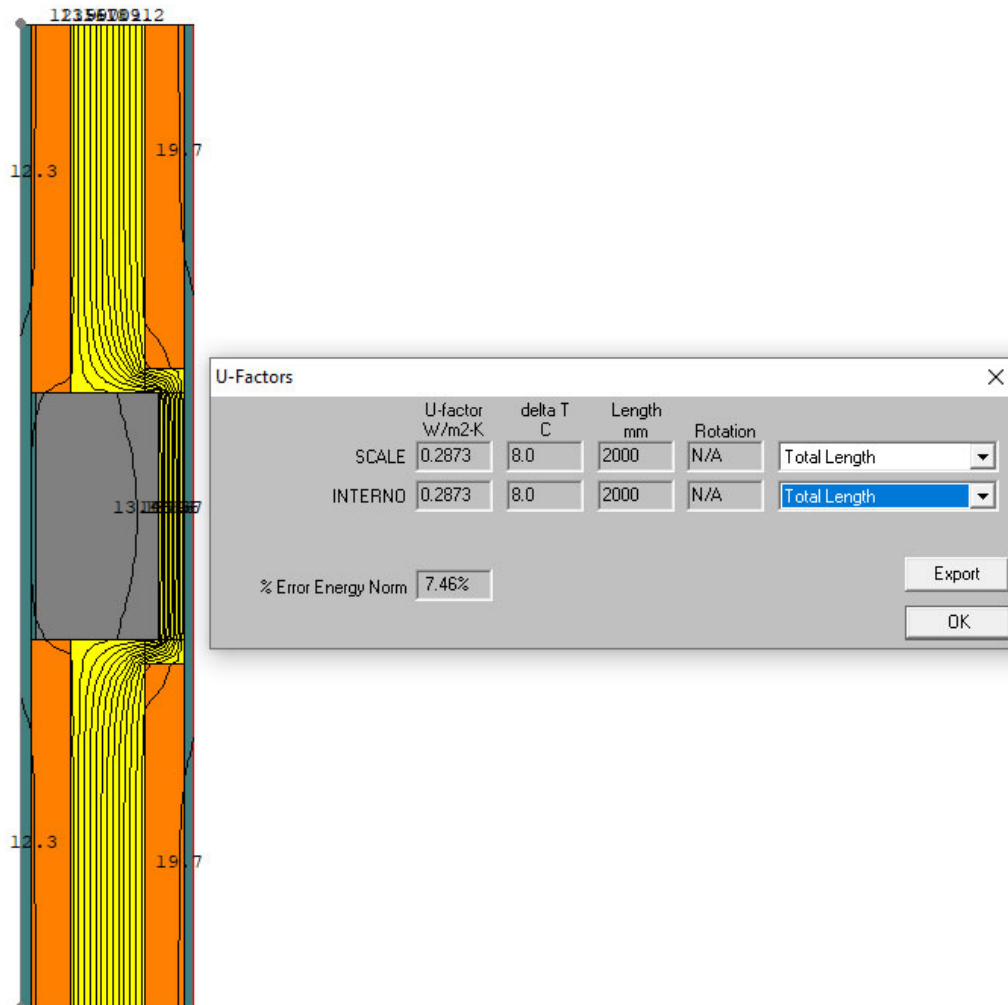 12.3
19.7
U-Factors
U-factor delta T Length
W/m2-K C mm Rotation
SCALE 0.2873 8.0 2000 N/A Total Length
INTERNO 0.2873 8.0 2000 N/A Total Length
% Error Energy Norm 7.46%
Export
OK
12.3
19.7